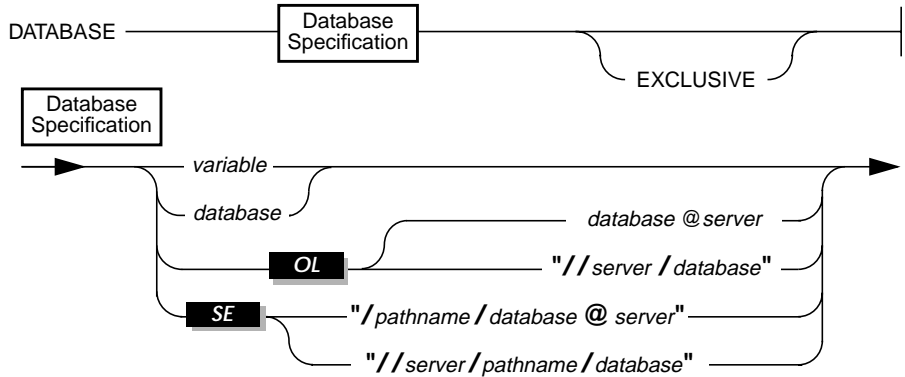 DATABASE
Database
Specification
EXCLUSIVE
Database
Specification
variable
database
database @server
OL
"//server /database"
SE
"/pathname /database @ server"
"//server/pathname/database"